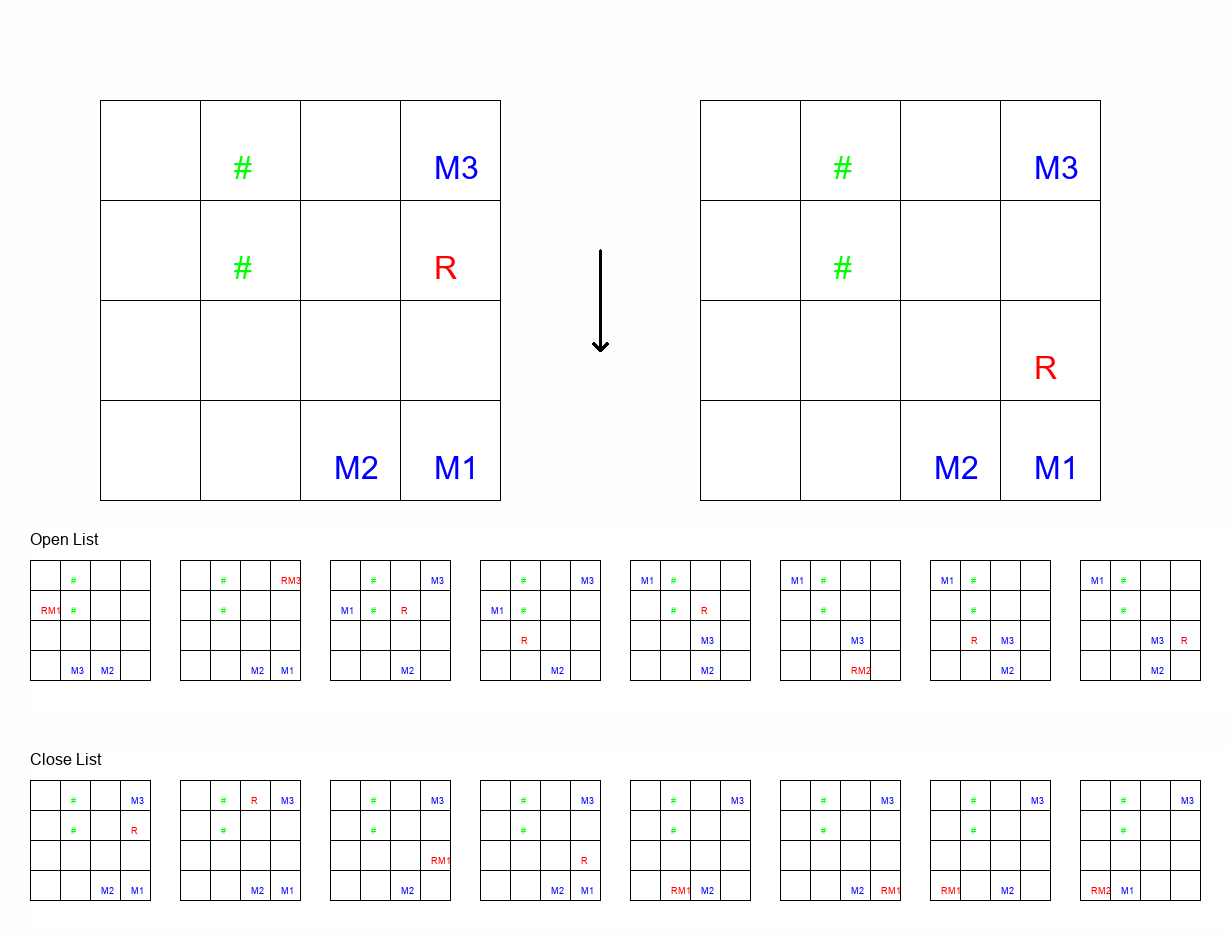 # M3 # M3
# R #
R
M2 M1 M2 M1
Open List
# # RM3 # M3 # M3 M1 # M1 # M1 # M1 #
RM1 # # M1 # R M1 # # R # # #
R M3 M3 R M3 M3 R
M3 M2 M2 M1 M2 M2 M2 RM2 M2 M2
Close List
# M3 # R M3 # M3 # M3 # M3 # M3 # M3 # M3
# R # # # # # # #
RM1 R
M2 M1 M2 M1 M2 M2 M1 RM1 M2 M2 RM1 RM1 M2 RM2 M1